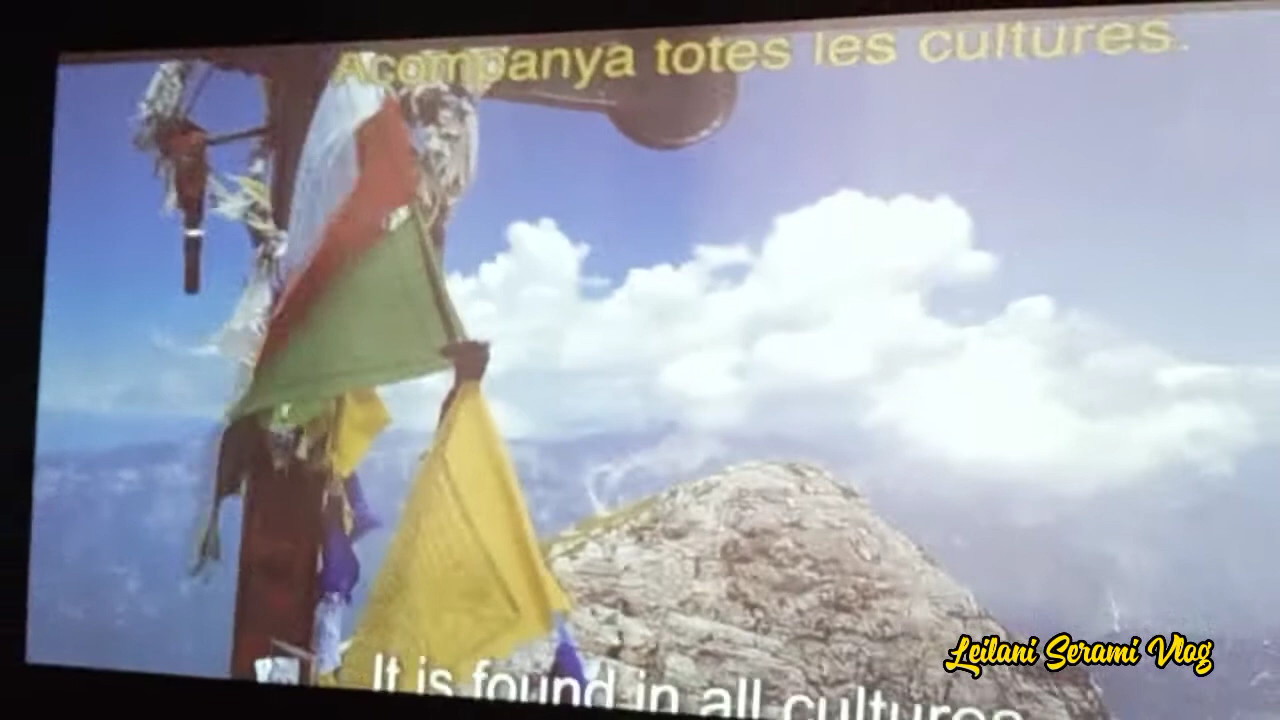 Acompanya totes les cultures.
It is found in all cultures
Leilani Serami Vlog